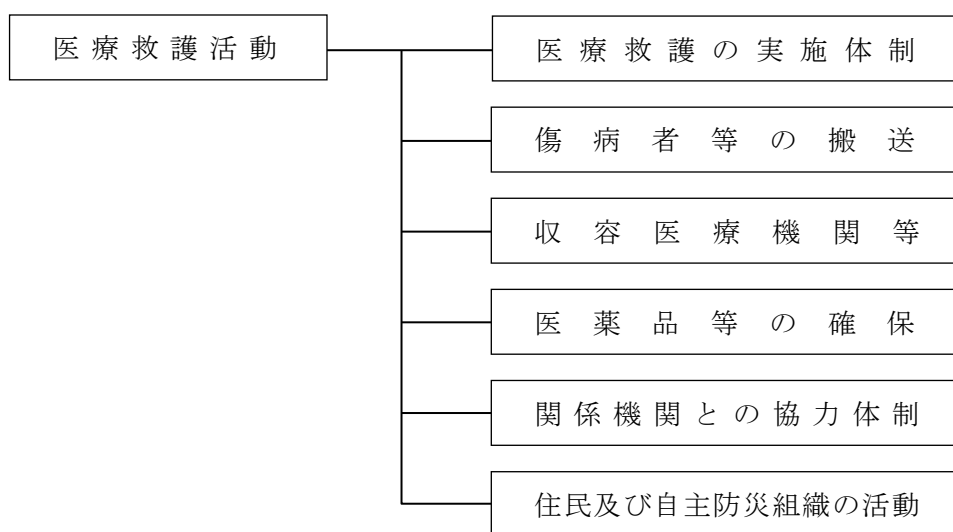 医療救護活動
医療救護の実施体制
傷病者等の搬送
収容医療機関等
医薬品等の確保
関係機関との協力体制
住民及び自主防災組織の活動